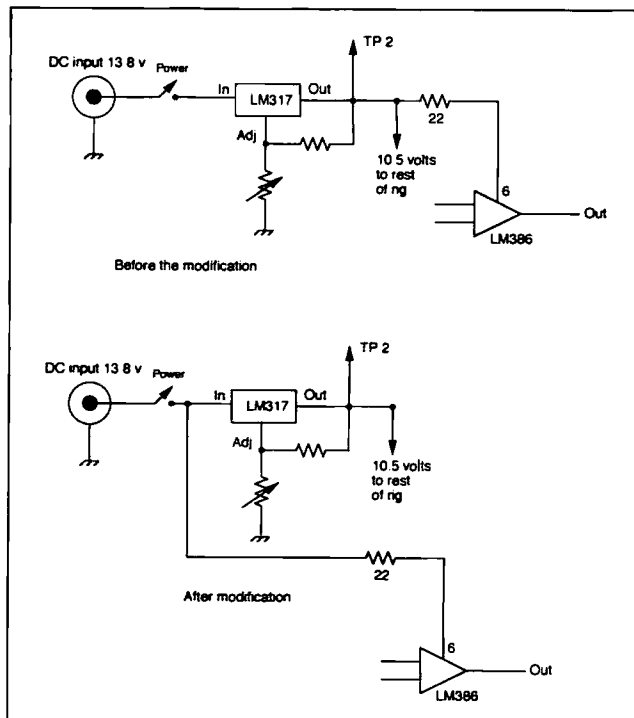 DC input 13 8 v
Power
TP 2
In
LM317
Out
Adj
22
10 5 volts
to rest
of rig
6
Out
LM386
Before the modification
DC input 13 8 v
Power
TP 2
In
LM317
Out
Adj
10.5 volts
to rest
of rig
22
After modification
6
Out
LM386